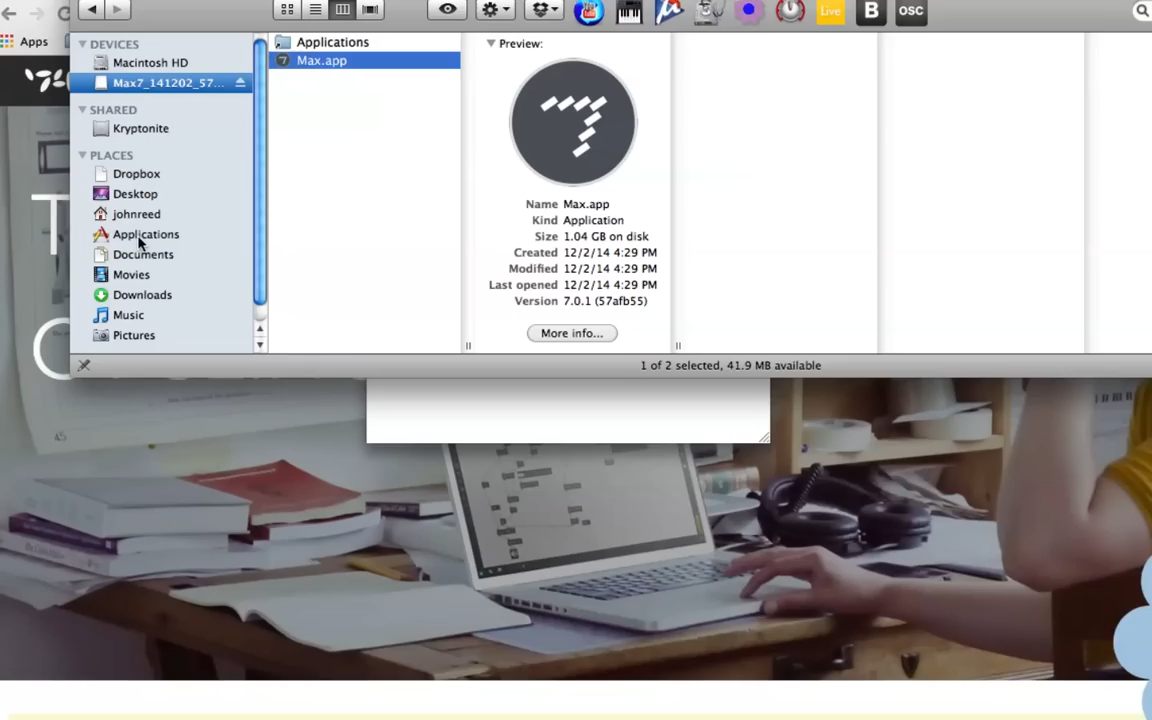 Live
B
OSC
Apps
DEVICES
Macintosh HD
Max7_141202_57...
SHARED
Kryptonite
PLACES
Dropbox
Desktop
johnreed
Applications
Documents
Movies
Downloads
Music
Pictures
Applications
Max.app
Preview:
Name Max.app
Kind Application
Size 1.04 GB on disk
Created 12/2/14 4:29 PM
Modified 12/2/14 4:29 PM
Last opened 12/2/14 4:29 PM
Version 7.0.1 (57afb55)
More info...
1 of 2 selected, 41.9 MB available